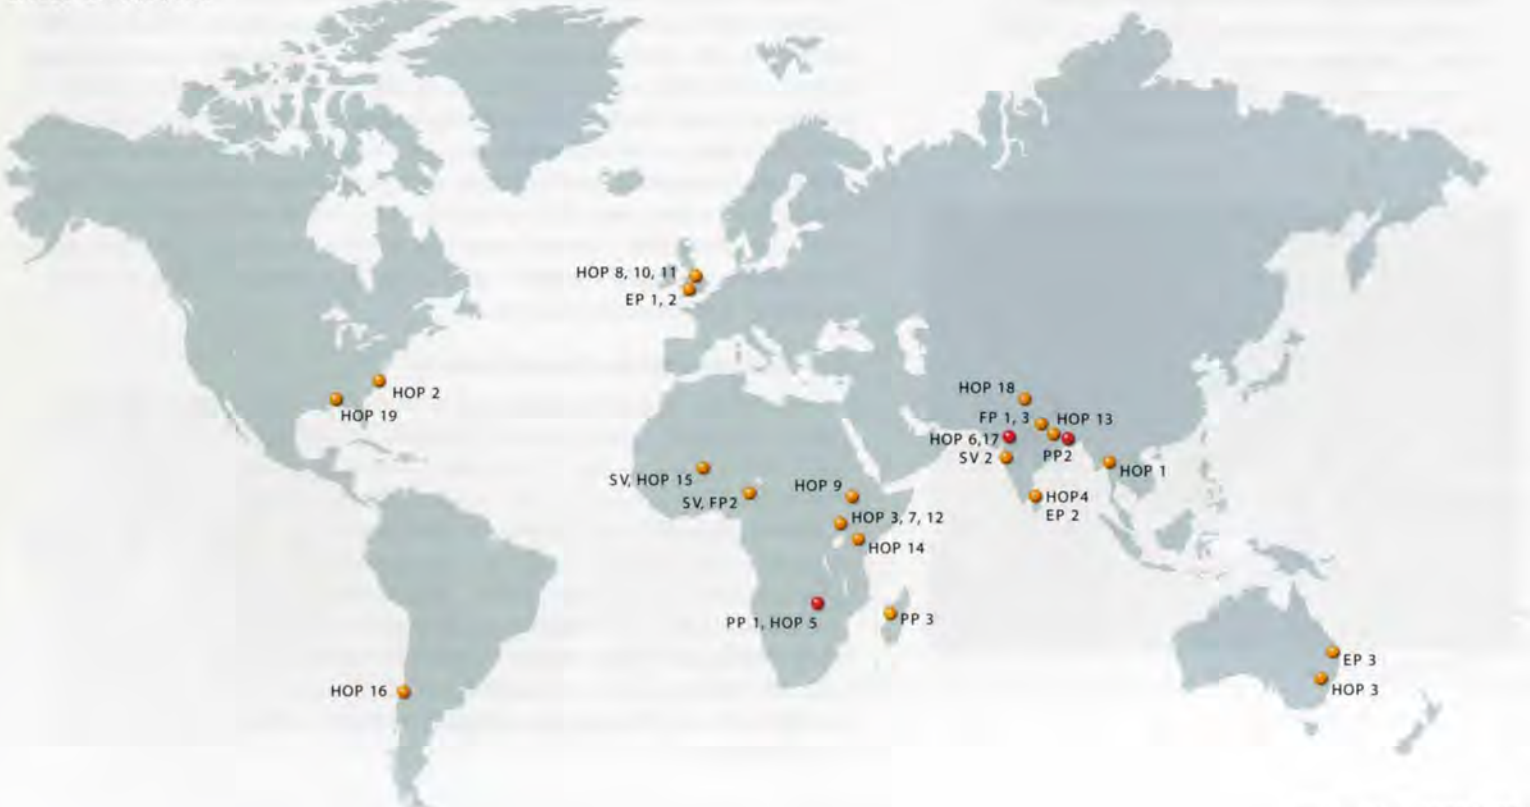 HOP 8, 10, 11
EP 1, 2
HOP 2
HOP 19
HOP 18
FP 1, 3
HOP 13
HOP 6,17
PP2
SV 2
HOP 1
SV, HOP 15
SV, FP2
HOP 9
HOP4
EP 2
HOP 3, 7, 12
HOP 14
PP 1, HOP 5
PP 3
EP 3
HOP 3
HOP 16